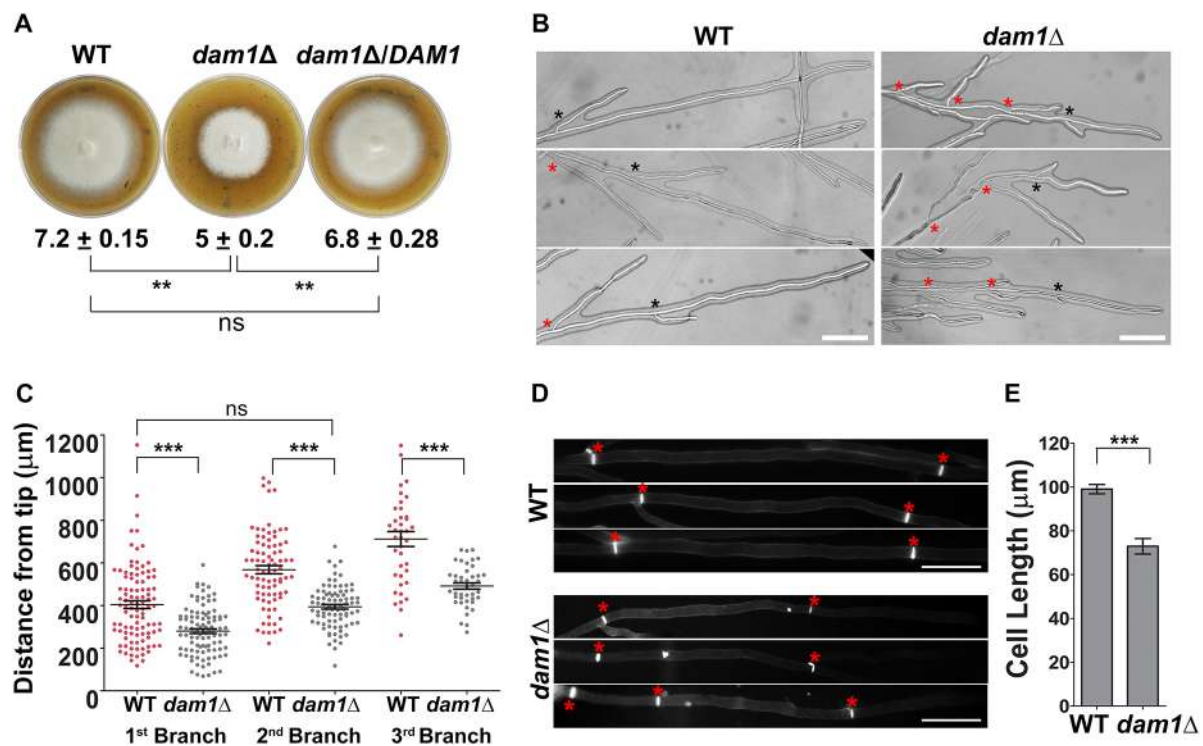 A
WT dam1Δ dam1Δ/DAM1
7.2 ± 0.15 5 ± 0.2 6.8 ± 0.28
** **
ns
B
WT dam1Δ
* * * * *
* * * * *
* * * * *
C
ns
*** *** ***
Distance from tip (µm)
1200
1000
800
600
400
200
0
WT dam1Δ WT dam1Δ WT dam1Δ
1st Branch 2nd Branch 3rd Branch
D
WT
* *
* *
* *
dam1Δ
* *
* *
* * *
E
***
Cell Length (µm)
120
100
80
60
40
20
0
WT dam1Δ